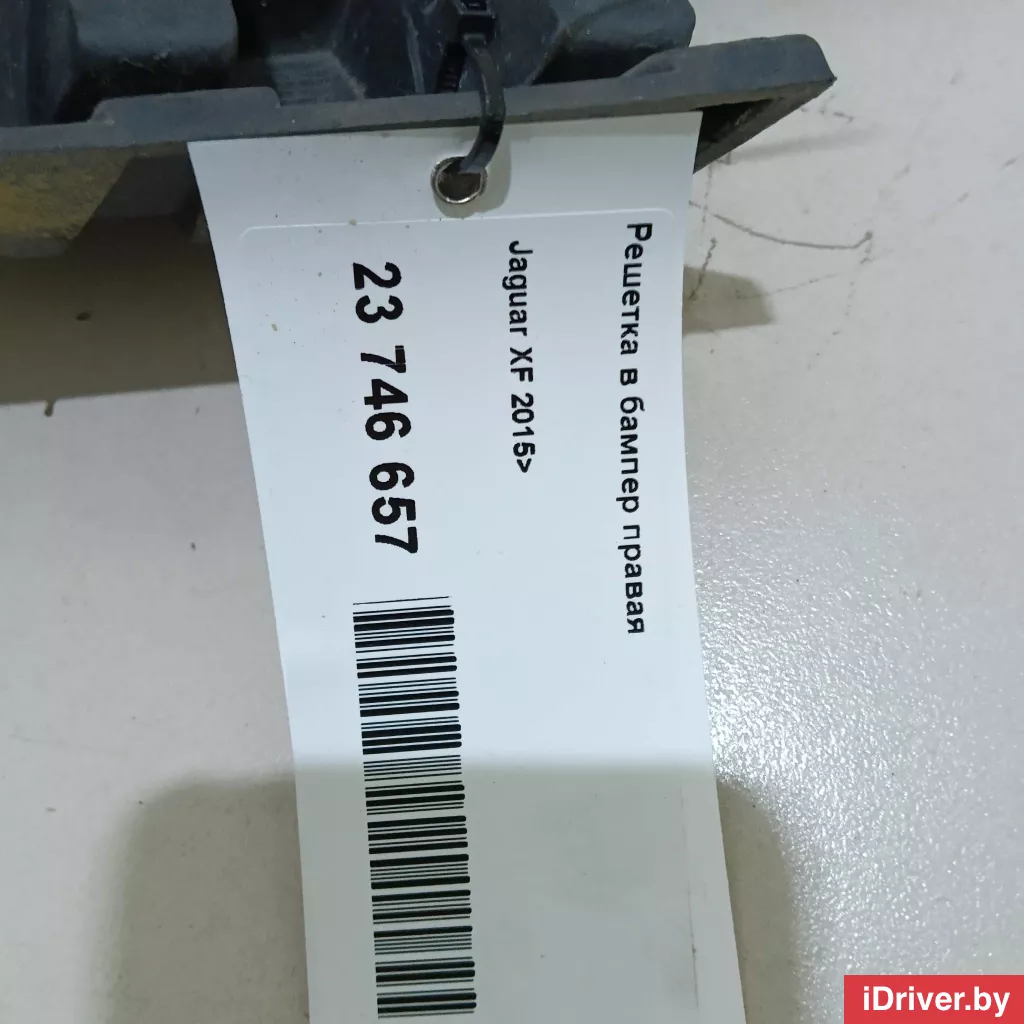 Решетка в бампер правая
Jaguar XF 2015>
23 746 657
iDriver.by